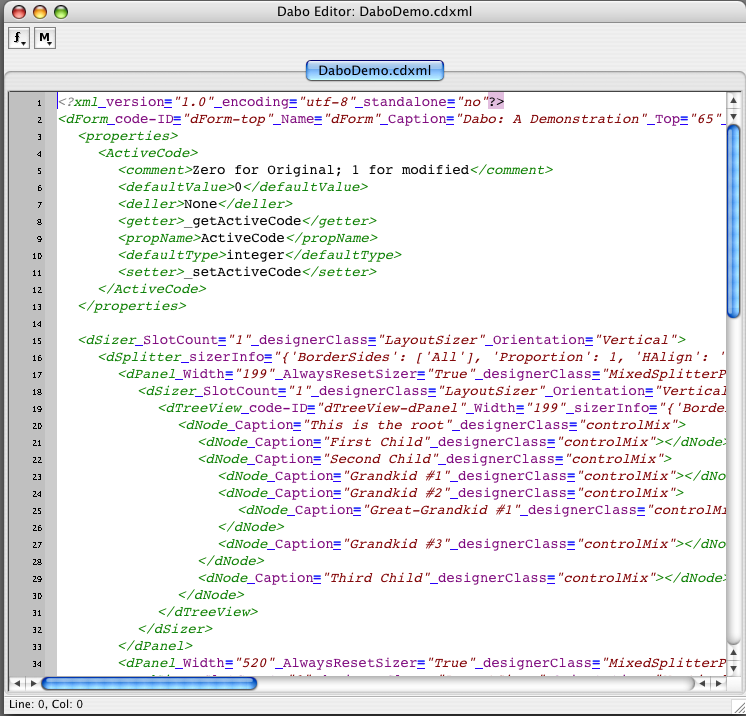 Dabo Editor: DaboDemo.cdxml
f
M
DaboDemo.cdxml
1 <?xml_version="1.0"_encoding="utf-8"_standalone="no"?>
2 <dForm_code-ID="dForm-top"_Name="dForm"_Caption="Dabo: A Demonstration"_Top="65"_
3 <properties>
4 <ActiveCode>
5 <comment>Zero for Original; 1 for modified</comment>
6 <defaultValue>0</defaultValue>
7 <deller>None</deller>
8 <getter>_getActiveCode</getter>
9 <propName>ActiveCode</propName>
10 <defaultType>integer</defaultType>
11 <setter>_setActiveCode</setter>
12 </ActiveCode>
13 </properties>
14
15 <dSizer_SlotCount="1"_designerClass="LayoutSizer"_Orientation="Vertical">
16 <dSplitter_sizerInfo="{'BorderSides': ['All'], 'Proportion': 1, 'HAlign': '
17 <dPanel_Width="199"_AlwaysResetSizer="True"_designerClass="MixedSplitterP
18 <dSizer_SlotCount="1"_designerClass="LayoutSizer"_Orientation="Vertical
19 <dTreeView_code-ID="dTreeView-dPanel"_Width="199"_sizerInfo="{'Borde
20 <dNode_Caption="This is the root"_designerClass="controlMix">
21 <dNode_Caption="First Child"_designerClass="controlMix"></dNode>
22 <dNode_Caption="Second Child"_designerClass="controlMix">
23 <dNode_Caption="Grandkid #1"_designerClass="controlMix"></dNo
24 <dNode_Caption="Grandkid #2"_designerClass="controlMix">
25 <dNode_Caption="Great-Grandkid #1"_designerClass="controlMi
26 </dNode>
27 <dNode_Caption="Grandkid #3"_designerClass="controlMix"></dNo
28 </dNode>
29 <dNode_Caption="Third Child"_designerClass="controlMix"></dNode>
30 </dNode>
31 </dTreeView>
32 </dSizer>
33 </dPanel>
34 <dPanel_Width="520"_AlwaysResetSizer="True"_designerClass="MixedSplitterP
Line: 0, Col: 0